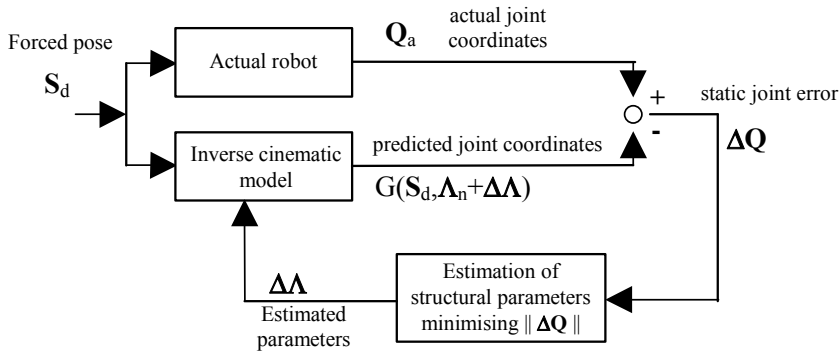 Forced pose
S_d
Actual robot
Q_a
actual joint
coordinates
+
-
static joint error
ΔQ
Inverse cinematic
model
predicted joint coordinates
G(S_d,Λ_n+ΔΛ)
ΔΛ
Estimated
parameters
Estimation of
structural parameters
minimising || ΔQ ||